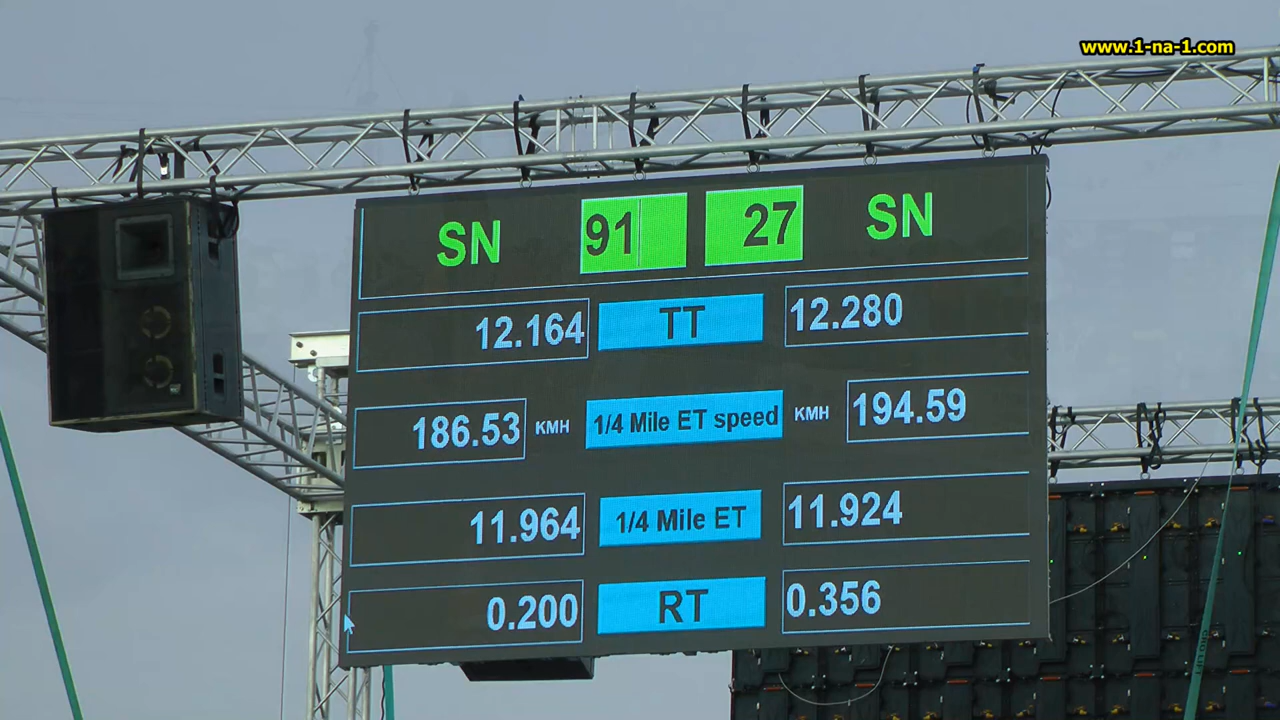 www.1-na-1.com
SN 91 27 SN
12.164 TT 12.280
186.53 KMH 1/4 Mile ET speed KMH 194.59
11.964 1/4 Mile ET 11.924
0.200 RT 0.356